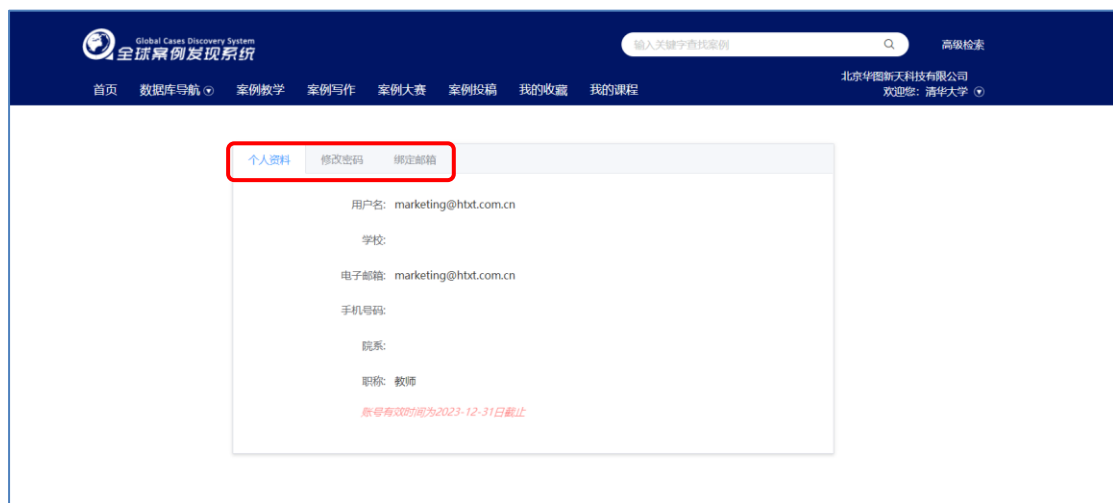 Global Cases Discovery System
全球案例发现系统
输入关键字查找案例
高级检索
北京华图新天科技有限公司
首页 数据库导航 案例教学 案例写作 案例大赛 案例投稿 我的收藏 我的课程
欢迎您：清华大学
个人资料 修改密码 绑定邮箱
用户名: marketing@htxt.com.cn
学校:
电子邮箱: marketing@htxt.com.cn
手机号码:
院系:
职称: 教师
账号有效时间为2023-12-31日截止